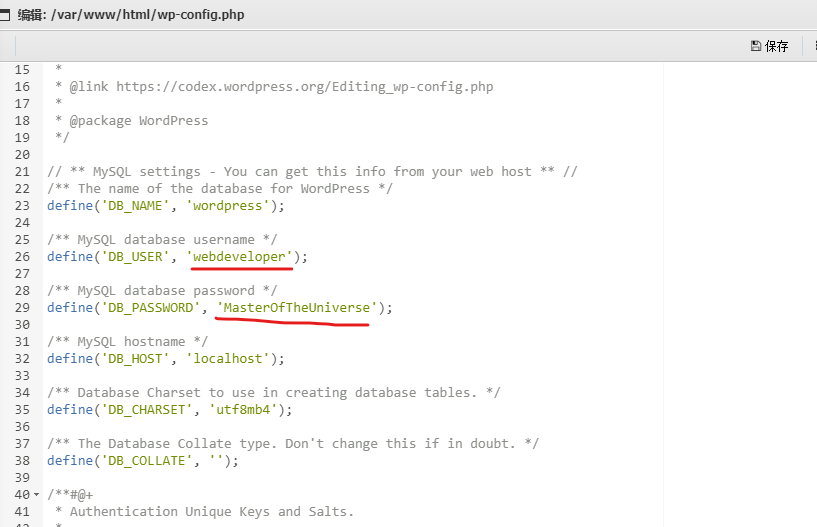 编辑: /var/www/html/wp-config.php
保存
15 *
16 * @link https://codex.wordpress.org/Editing_wp-config.php
17 *
18 * @package WordPress
19 */
20
21 // ** MySQL settings - You can get this info from your web host ** //
22 /** The name of the database for WordPress */
23 define('DB_NAME', 'wordpress');
24
25 /** MySQL database username */
26 define('DB_USER', 'webdeveloper');
27
28 /** MySQL database password */
29 define('DB_PASSWORD', 'MasterOfTheUniverse');
30
31 /** MySQL hostname */
32 define('DB_HOST', 'localhost');
33
34 /** Database Charset to use in creating database tables. */
35 define('DB_CHARSET', 'utf8mb4');
36
37 /** The Database Collate type. Don't change this if in doubt. */
38 define('DB_COLLATE', '');
39
40 /**#@+
41 * Authentication Unique Keys and Salts.
42 *